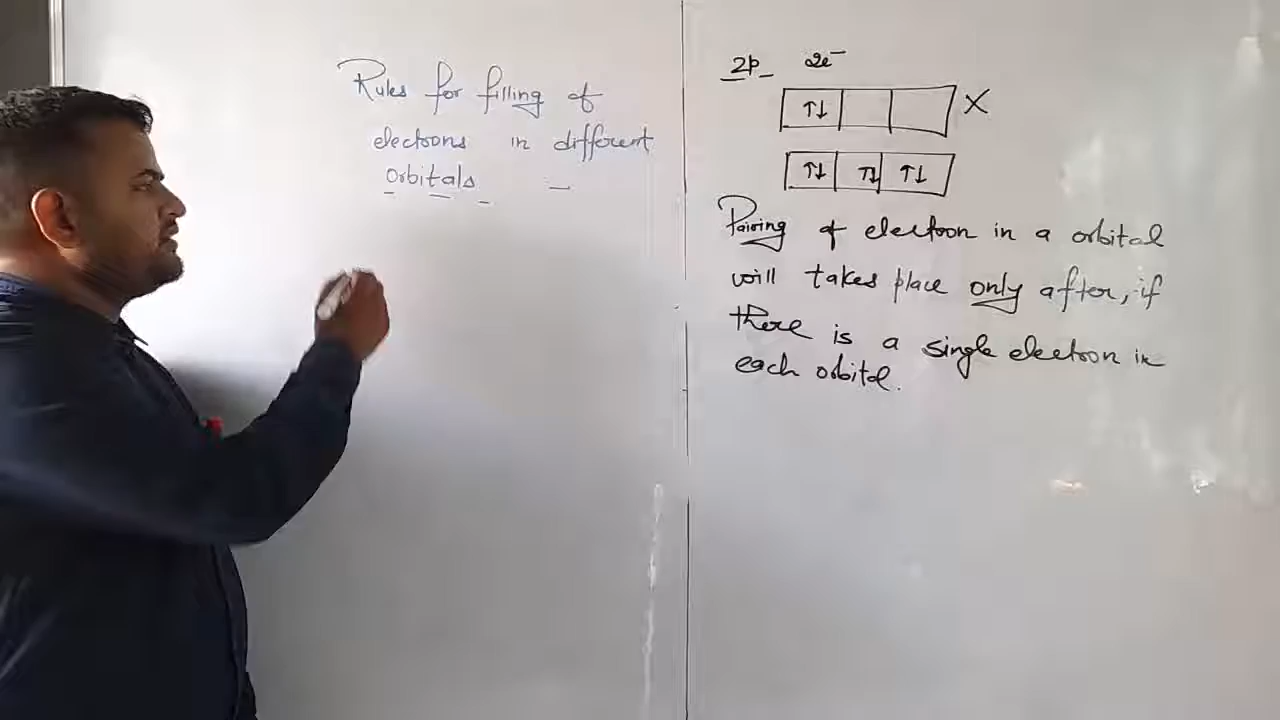 Rules for filling of
electrons in different
orbitals -
2p 2e⁻
↑↓ X
↑↓ ↑↓ ↑↓
Pairing of electron in a orbital
will takes place only after, if
there is a single electron in
each orbital.